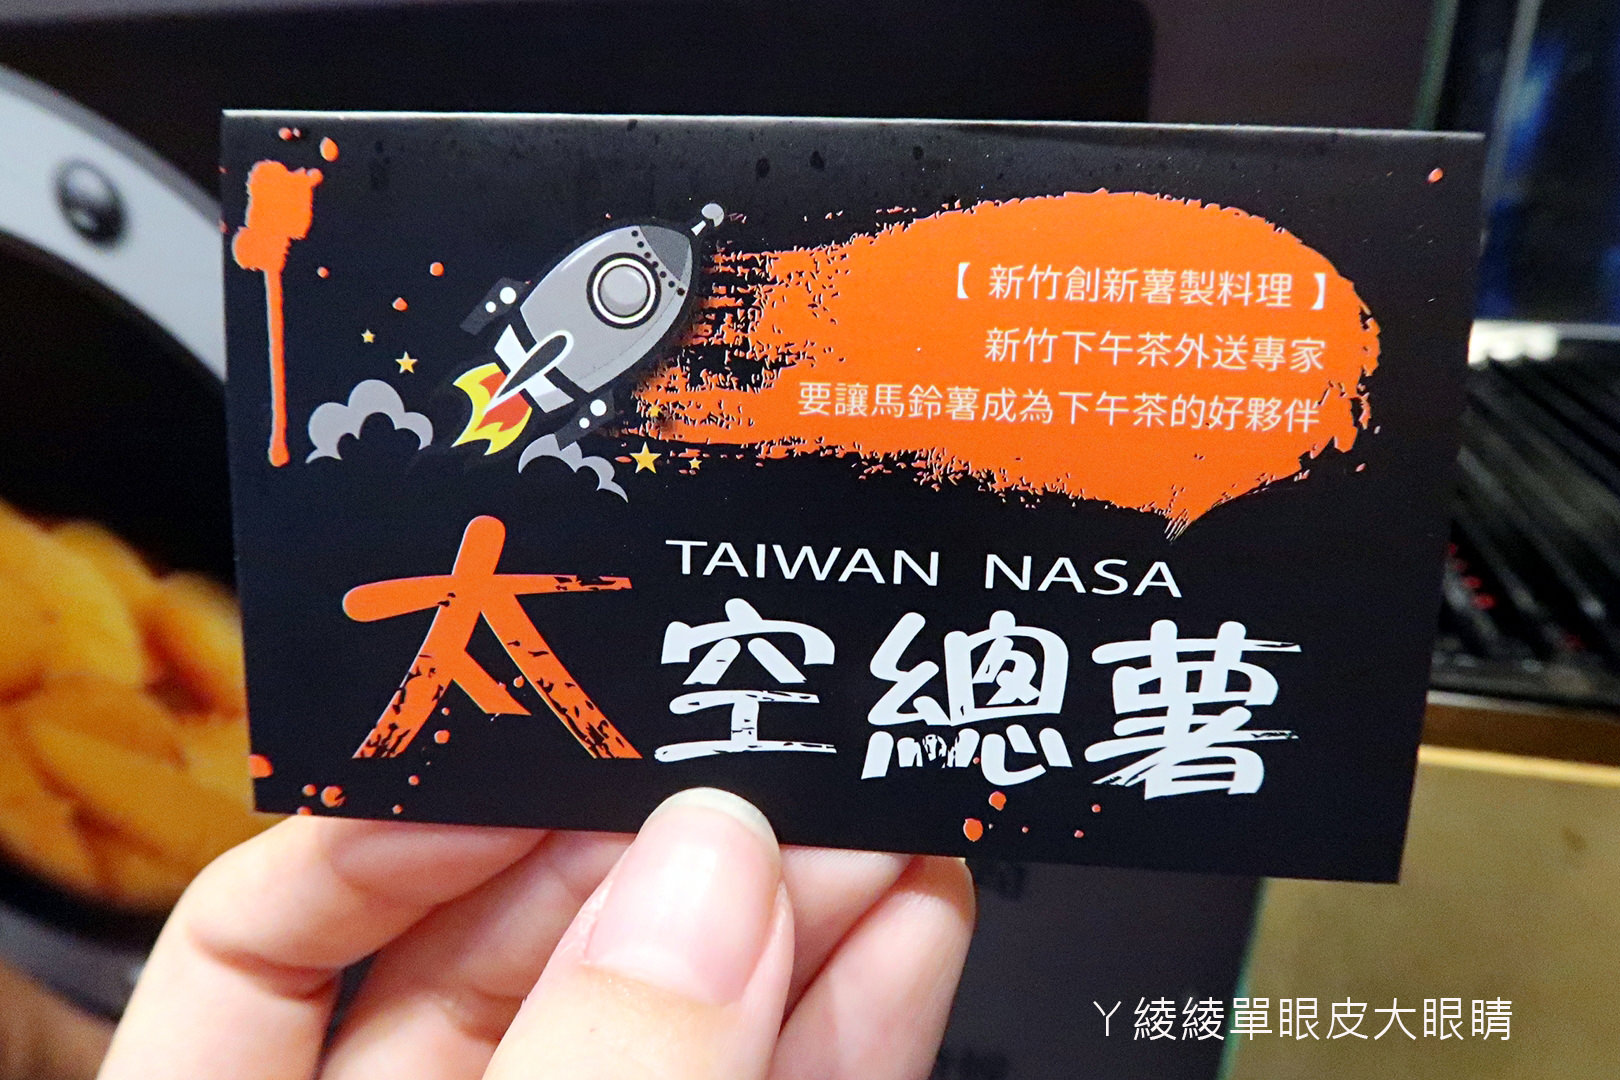 【 新竹創新薯製料理 】
新竹下午茶外送專家
要讓馬鈴薯成為下午茶的好夥伴
TAIWAN NASA
太空總薯
ㄚ綾綾單眼皮大眼睛